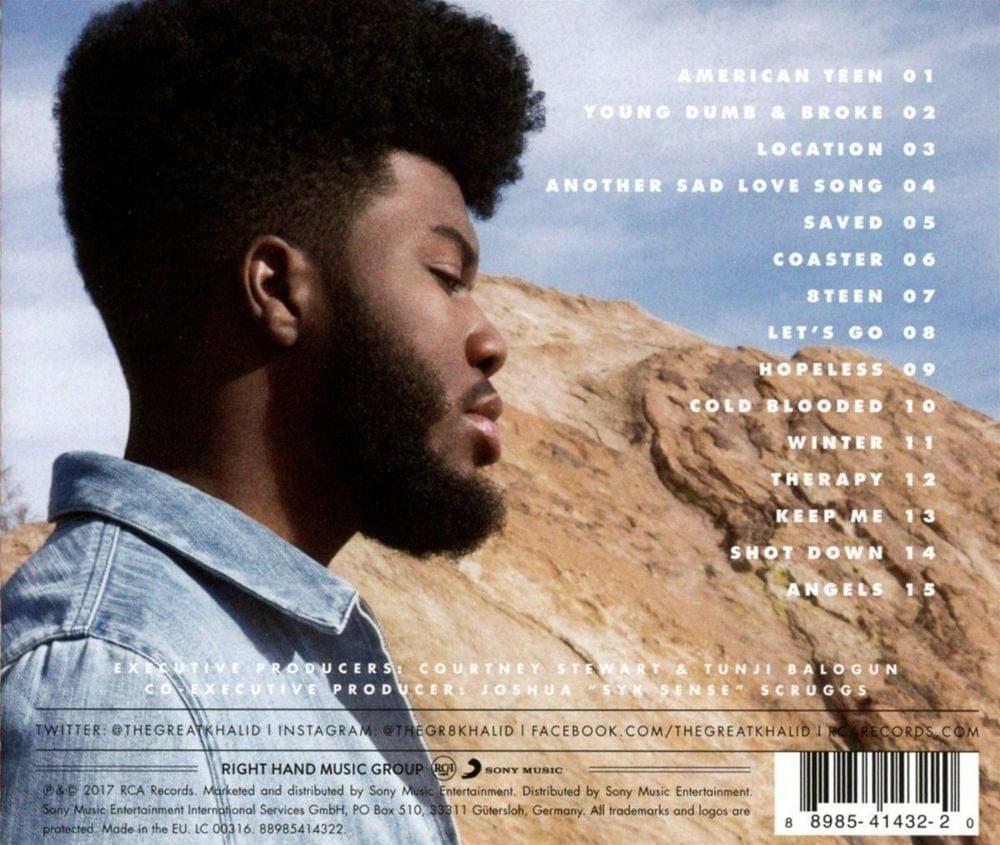 AMERICAN TEEN 01
YOUNG DUMB & BROKE 02
LOCATION 03
ANOTHER SAD LOVE SONG 04
SAVED 05
COASTER 06
8TEEN 07
LET'S GO 08
HOPELESS 09
COLD BLOODED 10
WINTER 11
THERAPY 12
KEEP ME 13
SHOT DOWN 14
ANGELS 15
EXECUTIVE PRODUCERS: COURTNEY STEWART & TUNJI BALOGUN
CO-EXECUTIVE PRODUCER: JOSHUA "SYK SENSE" SCRUGGS
TWITTER: @THEGREATKHALID | INSTAGRAM: @THEGR8KHALID | FACEBOOK.COM/THEGREATKHALID | RCARECORDS.COM
RIGHT HAND MUSIC GROUP RCA SONY MUSIC
℗&© 2017 RCA Records. Marketed and distributed by Sony Music Entertainment. Distributed by Sony Music Entertainment.
Sony Music Entertainment International Services GmbH, PO Box 510, 33311 Gütersloh, Germany. All trademarks and logos are
protected. Made in the EU. LC 00316. 88985414322.
8 8985-41432-2 0